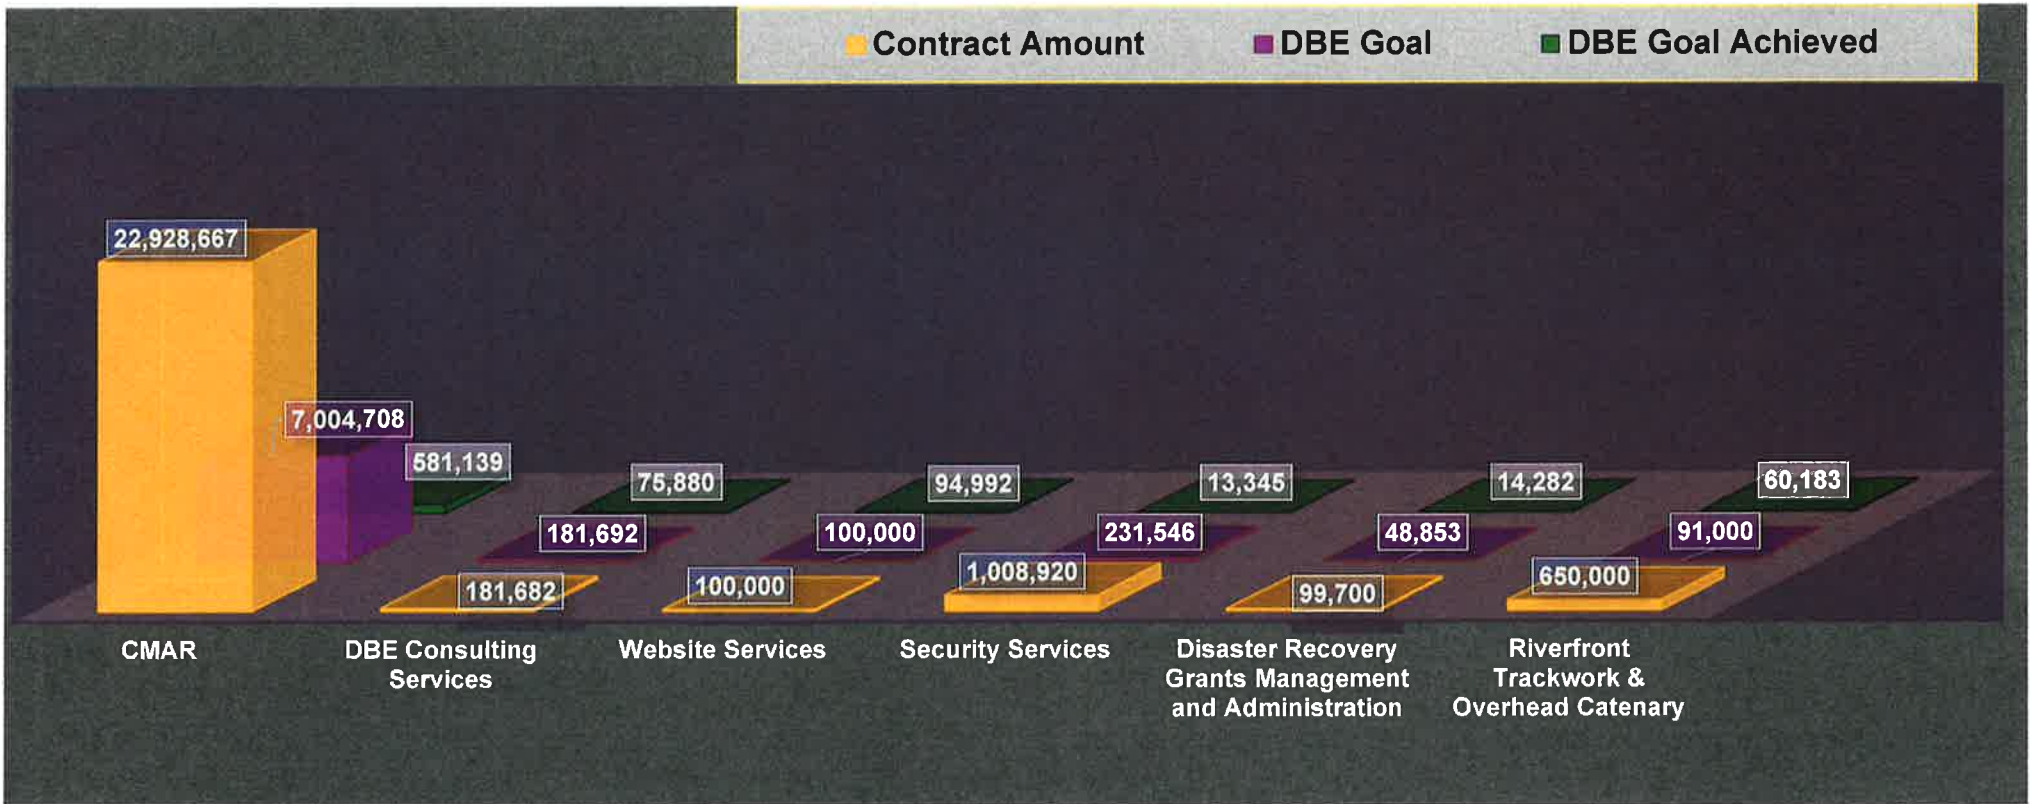 Contract Amount DBE Goal DBE Goal Achieved
22,928,667
7,004,708
581,139
75,880
94,992
13,345
14,282
60,183
181,692
100,000
231,546
48,853
91,000
181,682
100,000
1,008,920
99,700
650,000
CMAR
DBE Consulting
Services
Website Services
Security Services
Disaster Recovery
Grants Management
and Administration
Riverfront
Trackwork &
Overhead Catenary